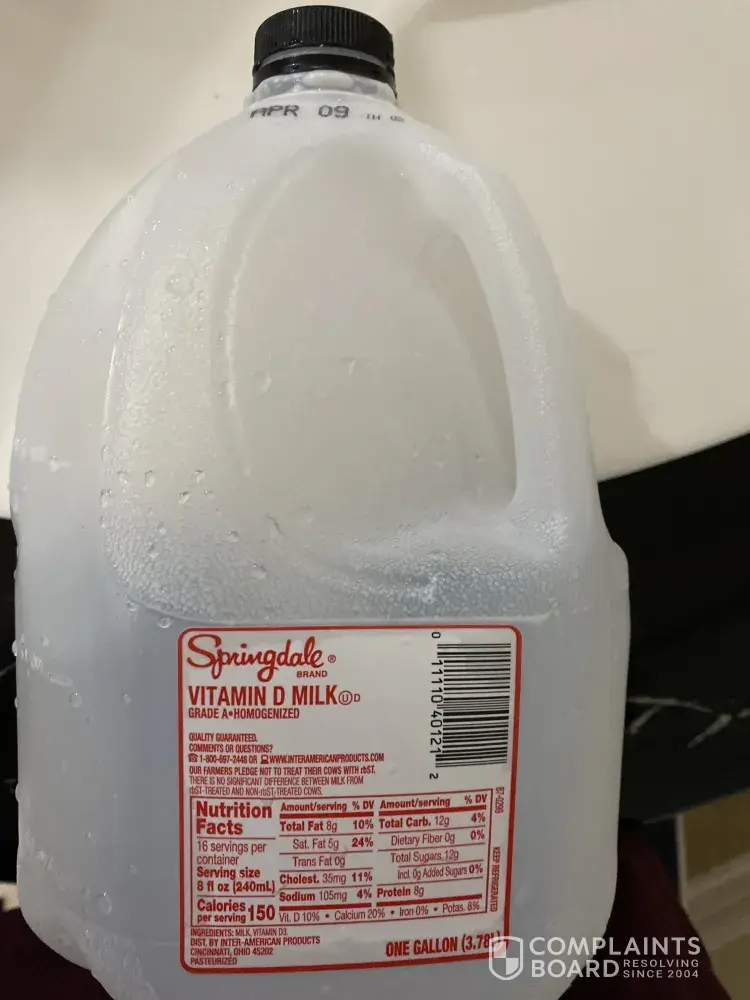 APR 09
Springdale®
BRAND
VITAMIN D MILK Ⓤ D
GRADE A•HOMOGENIZED
QUALITY GUARANTEED.
COMMENTS OR QUESTIONS?
☎1-800-697-2448 OR WWW.INTERAMERICANPRODUCTS.COM
OUR FARMERS PLEDGE NOT TO TREAT THEIR COWS WITH rbST.
THERE IS NO SIGNIFICANT DIFFERENCE BETWEEN MILK FROM
rbST-TREATED AND NON-rbST-TREATED COWS.
0 11110 40121 2
Nutrition
Facts
16 servings per
container
Serving size
8 fl oz (240mL)
Calories
per serving 150
Amount/serving % DV
Total Fat 8g 10%
Sat. Fat 5g 24%
Trans Fat 0g
Cholest. 35mg 11%
Sodium 105mg 4%
Amount/serving % DV
Total Carb. 12g 4%
Dietary Fiber 0g 0%
Total Sugars 12g
Incl. 0g Added Sugars 0%
Protein 8g
Vit. D 10% • Calcium 20% • Iron 0% • Potas. 8%
KEEP REFRIGERATED
INGREDIENTS: MILK, VITAMIN D3.
DIST. BY INTER-AMERICAN PRODUCTS
CINCINNATI, OHIO 45202
PASTEURIZED
ONE GALLON (3.78L)
COMPLAINTS
BOARD RESOLVING
SINCE 2004